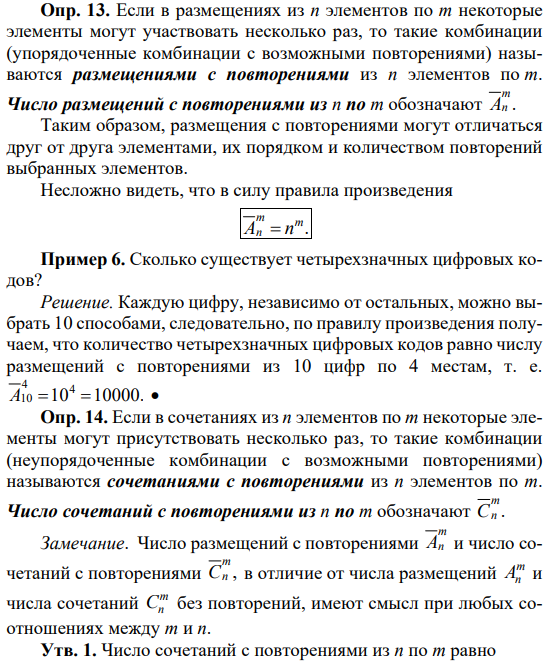 Опр. 13. Если в размещениях из n элементов по m некоторые
элементы могут участвовать несколько раз, то такие комбинации
(упорядоченные комбинации с возможными повторениями) назы-
ваются размещениями с повторениями из n элементов по m.
Число размещений с повторениями из n по m обозначают A̅ₙᵐ.
Таким образом, размещения с повторениями могут отличаться
друг от друга элементами, их порядком и количеством повторений
выбранных элементов.
Несложно видеть, что в силу правила произведения
A̅ₙᵐ = nᵐ.
Пример 6. Сколько существует четырехзначных цифровых ко-
дов?
Решение. Каждую цифру, независимо от остальных, можно вы-
брать 10 способами, следовательно, по правилу произведения полу-
чаем, что количество четырехзначных цифровых кодов равно числу
размещений с повторениями из 10 цифр по 4 местам, т. е.
A̅₁₀⁴ = 10⁴ = 10000. •
Опр. 14. Если в сочетаниях из n элементов по m некоторые эле-
менты могут присутствовать несколько раз, то такие комбинации
(неупорядоченные комбинации с возможными повторениями)
называются сочетаниями с повторениями из n элементов по m.
Число сочетаний с повторениями из n по m обозначают C̅ₙᵐ.
Замечание. Число размещений с повторениями A̅ₙᵐ и число со-
четаний с повторениями C̅ₙᵐ, в отличие от числа размещений Aₙᵐ и
числа сочетаний Cₙᵐ без повторений, имеют смысл при любых со-
отношениях между m и n.
Утв. 1. Число сочетаний с повторениями из n по m равно